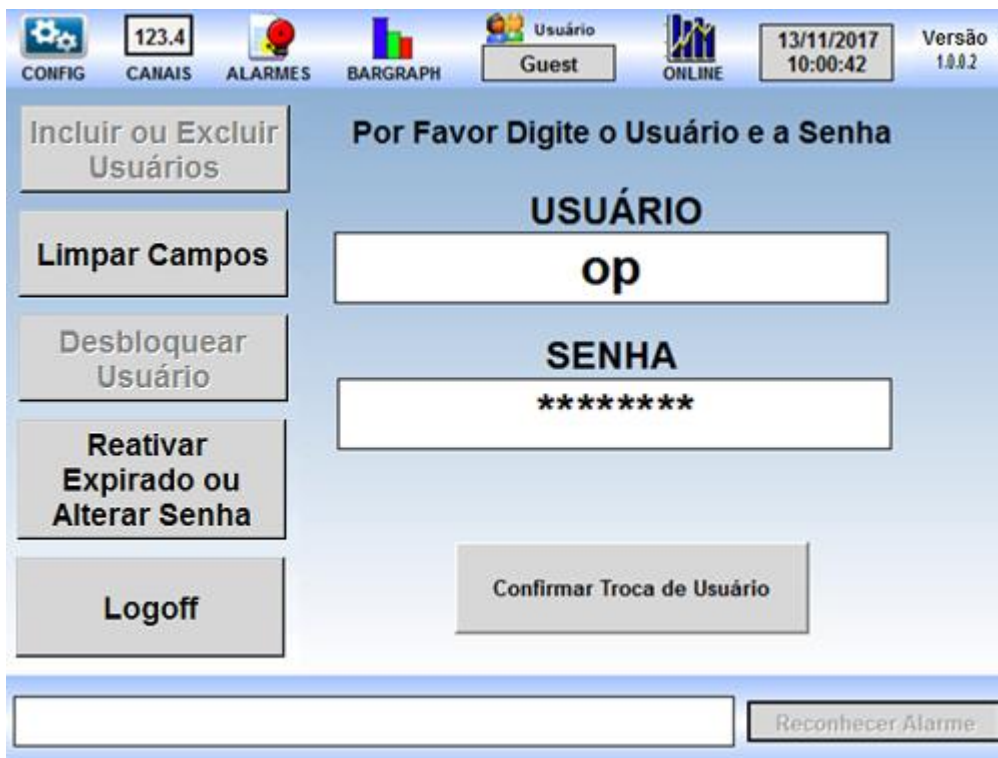 CONFIG
123.4
CANAIS
ALARMES
BARGRAPH
Usuário
Guest
ONLINE
13/11/2017
10:00:42
Versão
1.0.0.2
Incluir ou Excluir
Usuários
Limpar Campos
Desbloquear
Usuário
Reativar
Expirado ou
Alterar Senha
Logoff
Por Favor Digite o Usuário e a Senha
USUÁRIO
op
SENHA
********
Confirmar Troca de Usuário
Reconhecer Alarme